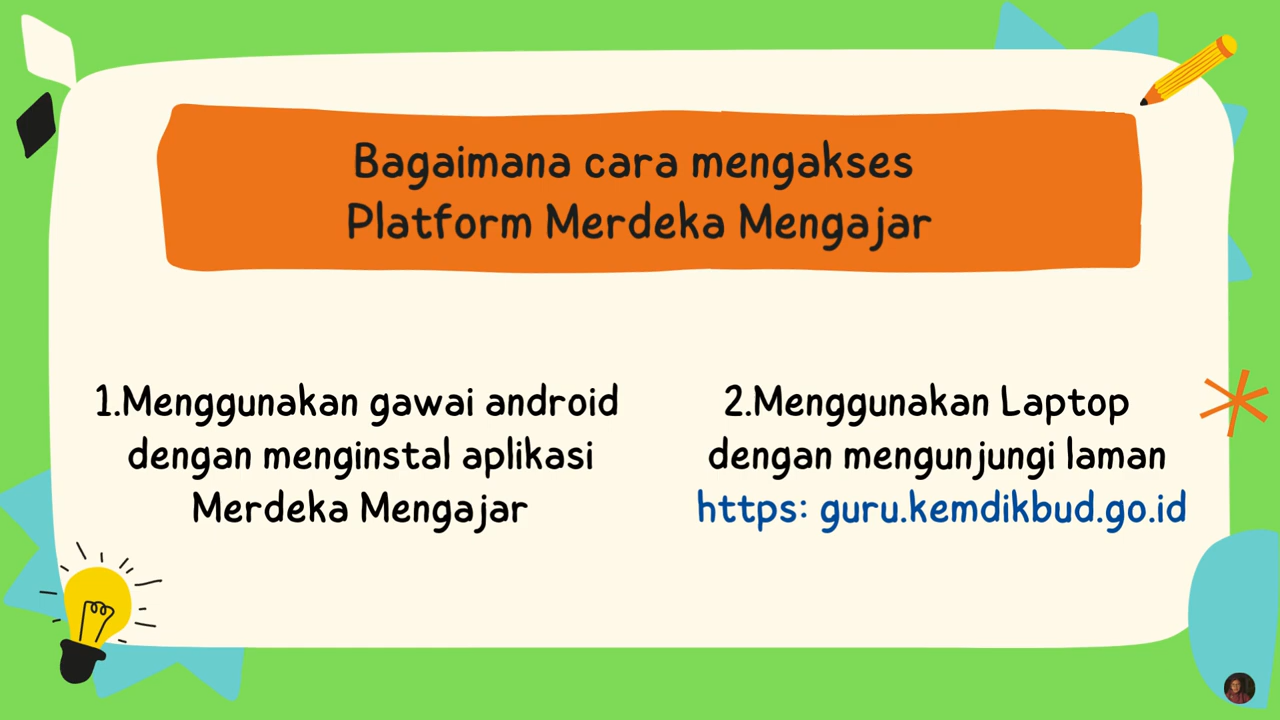 Bagaimana cara mengakses
Platform Merdeka Mengajar
1.Menggunakan gawai android
dengan menginstal aplikasi
Merdeka Mengajar
2.Menggunakan Laptop
dengan mengunjungi laman
https: guru.kemdikbud.go.id